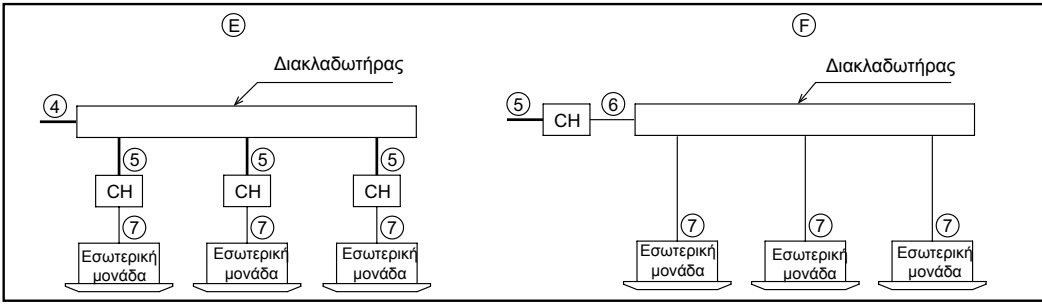 Ⓔ
Διακλαδωτήρας
④
⑤ ⑤ ⑤
CH CH CH
⑦ ⑦ ⑦
Εσωτερική Εσωτερική Εσωτερική
μονάδα μονάδα μονάδα
Ⓕ
Διακλαδωτήρας
⑤ CH ⑥
⑦ ⑦ ⑦
Εσωτερική Εσωτερική Εσωτερική
μονάδα μονάδα μονάδα